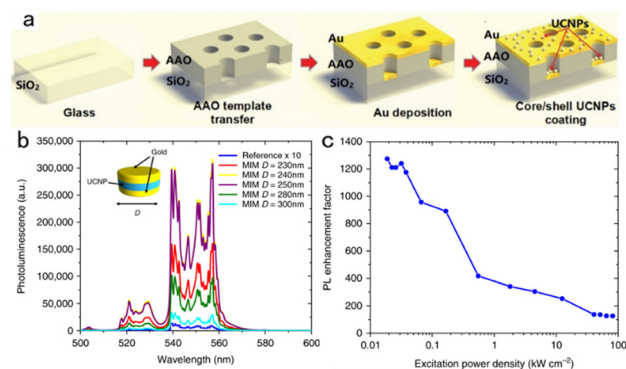 a
Au
AAO
SiO₂
UCNPs
Au
AAO
SiO₂
AAO
SiO₂
SiO₂
Glass
AAO template
transfer
Au deposition
Core/shell UCNPs
coating
b
350,000
300,000
250,000
200,000
150,000
100,000
50,000
0
Photoluminescence (a.u.)
Gold
UCNP
D
Reference x 10
MIM D = 230nm
MIM D = 240nm
MIM D = 250nm
MIM D = 280nm
MIM D = 300nm
500 520 540 560 580 600
Wavelength (nm)
c
1400
1200
1000
800
600
400
200
0
PL enhancement factor
0.01 0.1 1 10 100
Excitation power density (kW cm⁻²)